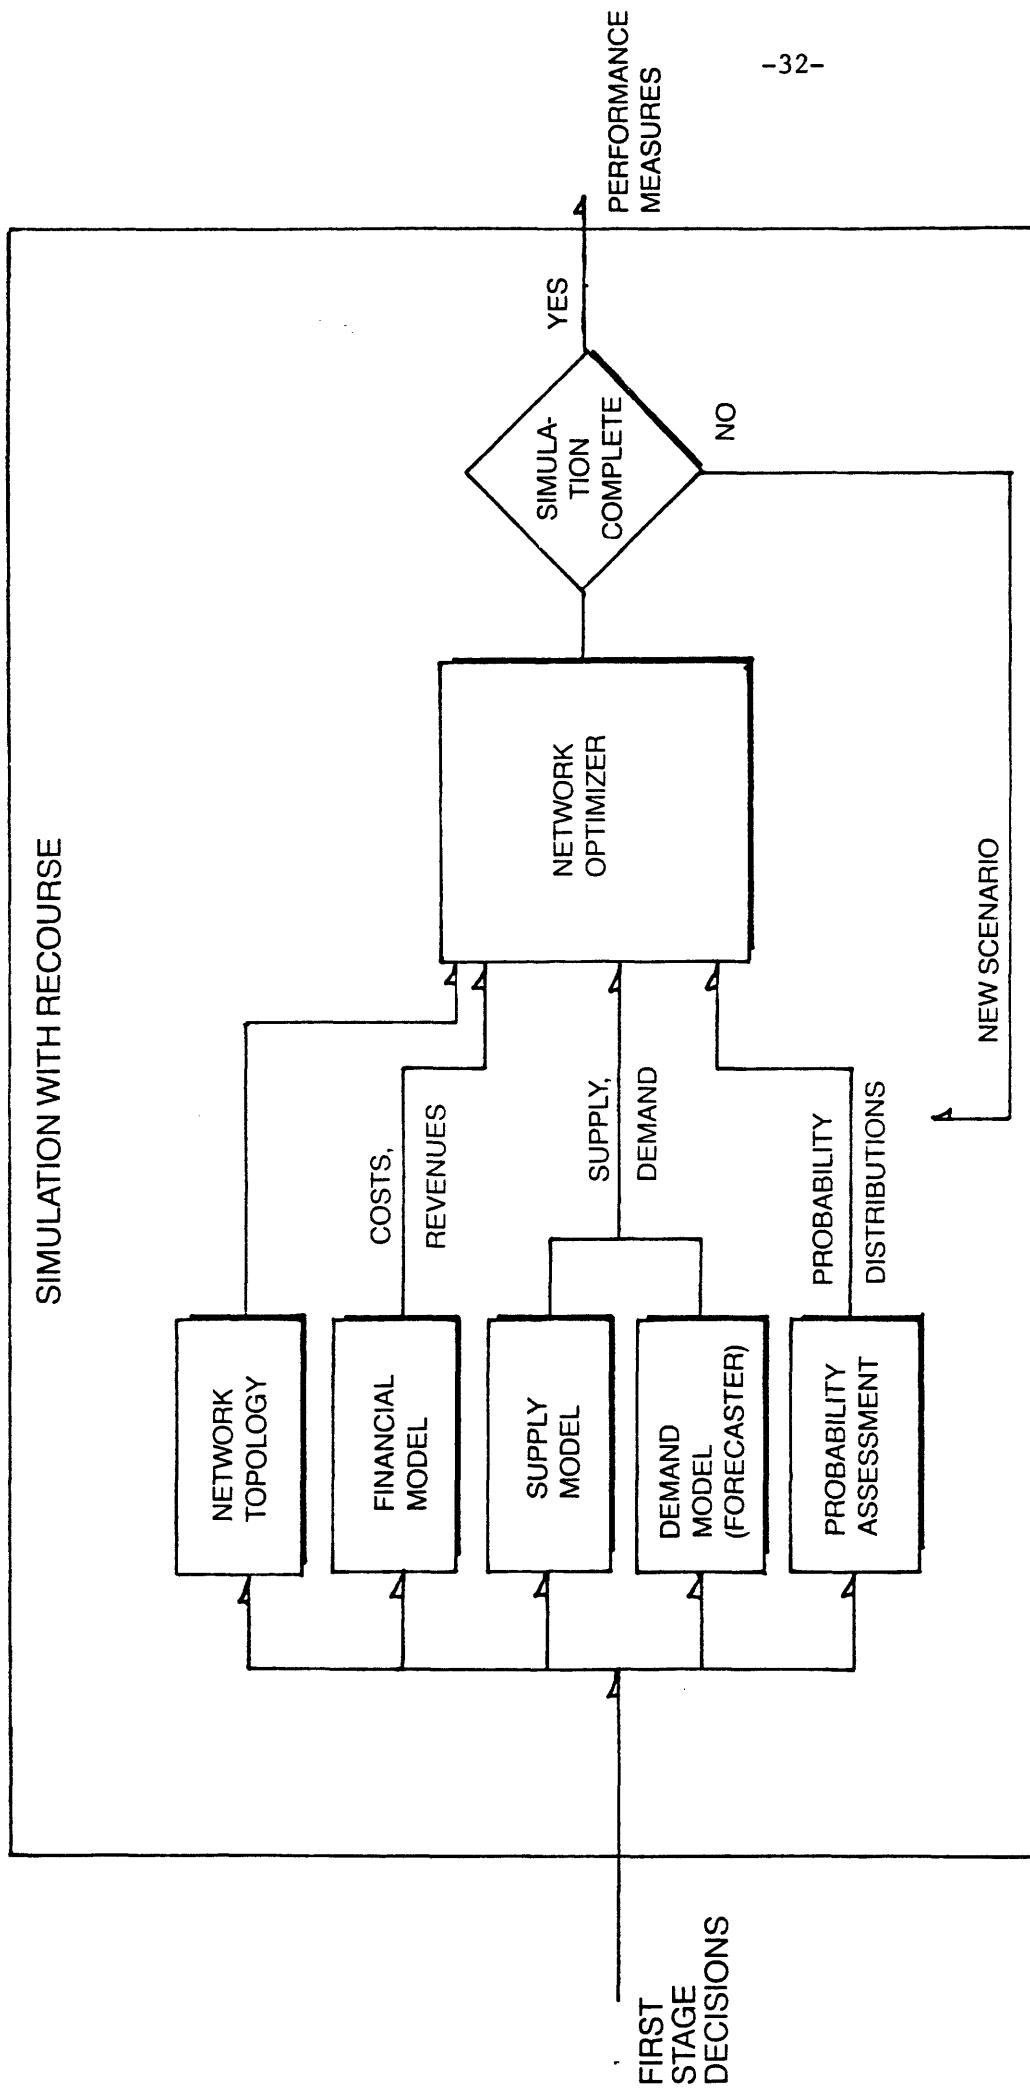 SIMULATION WITH RECOURSE
FIRST
STAGE
DECISIONS
NETWORK
TOPOLOGY
FINANCIAL
MODEL
SUPPLY
MODEL
DEMAND
MODEL
(FORECASTER)
PROBABILITY
ASSESSMENT
COSTS,
REVENUES
SUPPLY,
DEMAND
PROBABILITY
DISTRIBUTIONS
NETWORK
OPTIMIZER
SIMULA-
TION
COMPLETE
YES
NO
NEW SCENARIO
PERFORMANCE
MEASURES
-32-